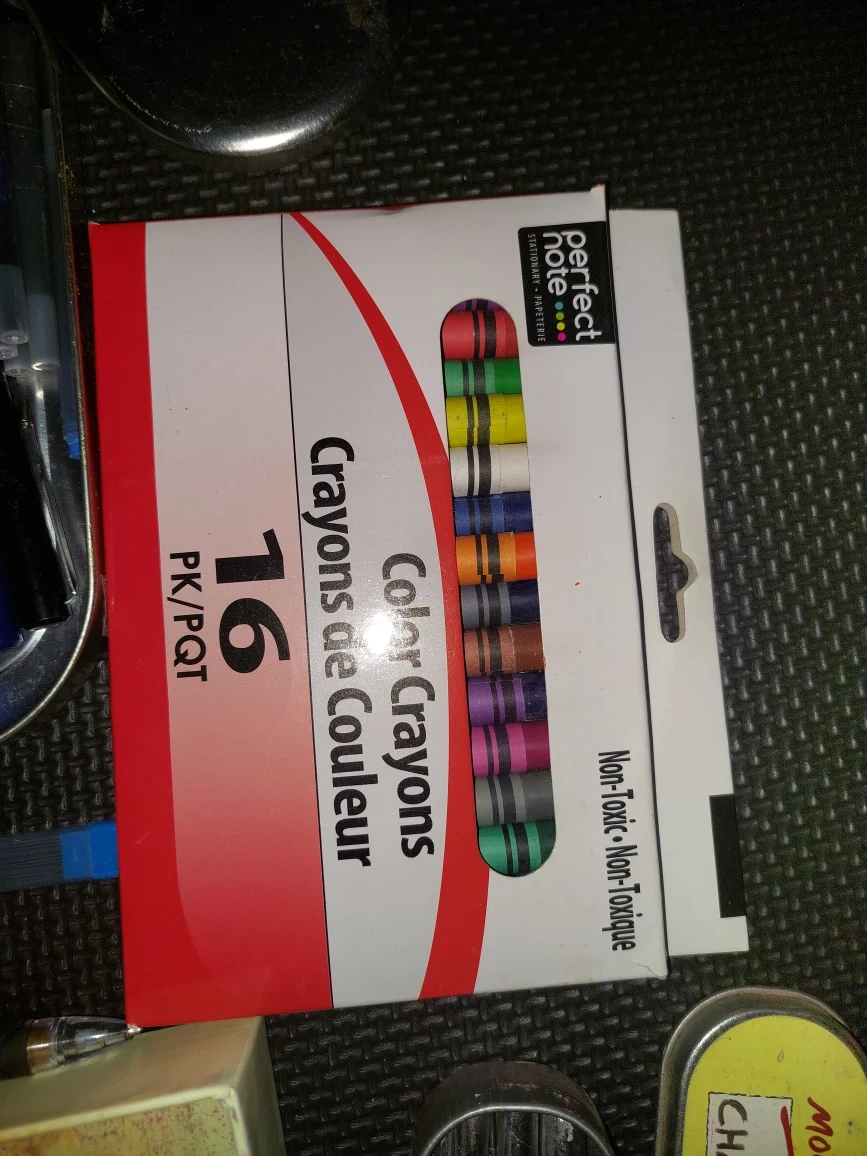 perfect
note
STATIONARY - PAPETERIE
Non-Toxic • Non-Toxique
Color Crayons
Crayons de Couleur
16
PK/PQT